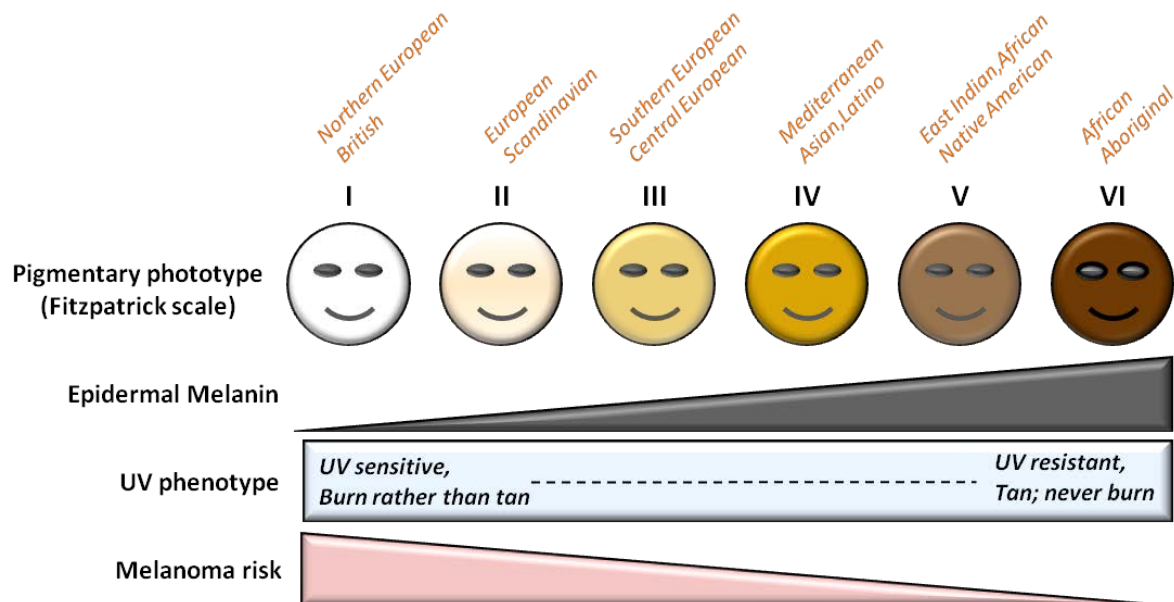 Northern European
British
European
Scandinavian
Southern European
Central European
Mediterranean
Asian,Latino
East Indian,African
Native American
African
Aboriginal
I
II
III
IV
V
VI
Pigmentary phototype
(Fitzpatrick scale)
Epidermal Melanin
UV phenotype
UV sensitive,
Burn rather than tan
UV resistant,
Tan; never burn
Melanoma risk